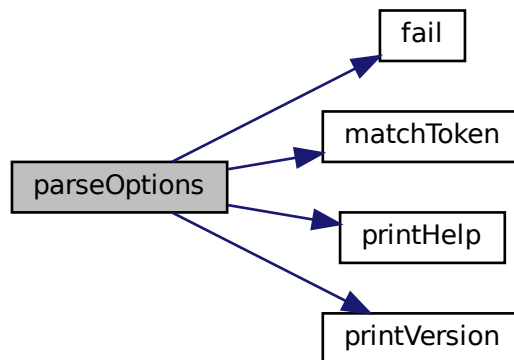 fail
matchToken
parseOptions
printHelp
printVersion